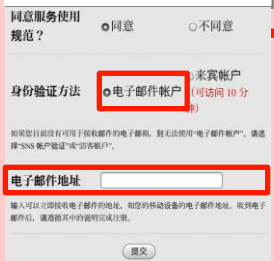 同意服务使用规范？
同意
不同意
身份验证方法
电子邮件帐户
来宾帐户
（可访问 10 分钟）
如果您目前没有可用于接收邮件的电子邮箱，则无法使用“电子邮件帐户”。请选
择“SNS 帐户验证”或“访客账户”。
电子邮件地址
输入可以立即接收电子邮件的地址，如您的移动设备的电子邮件地址。收到电子
邮件后，请遵循其中的说明完成注册。
提交